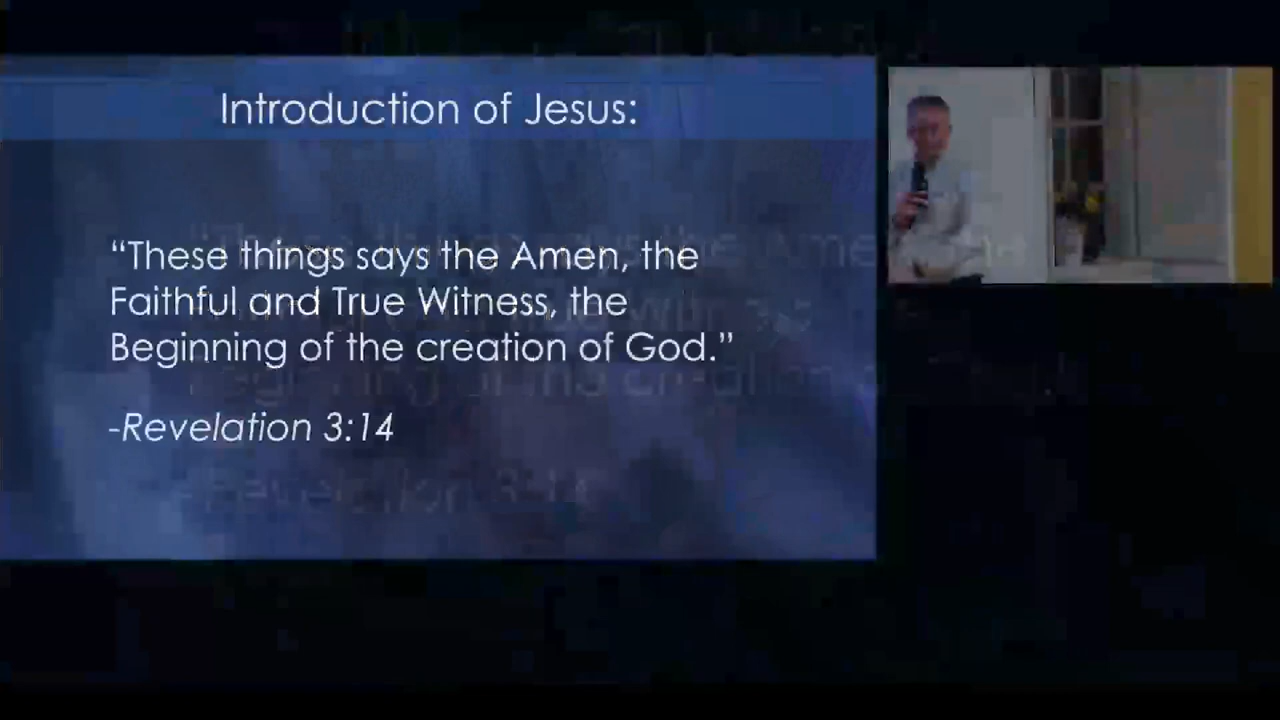 Introduction of Jesus:
“These things says the Amen, the
Faithful and True Witness, the
Beginning of the creation of God.”
-Revelation 3:14